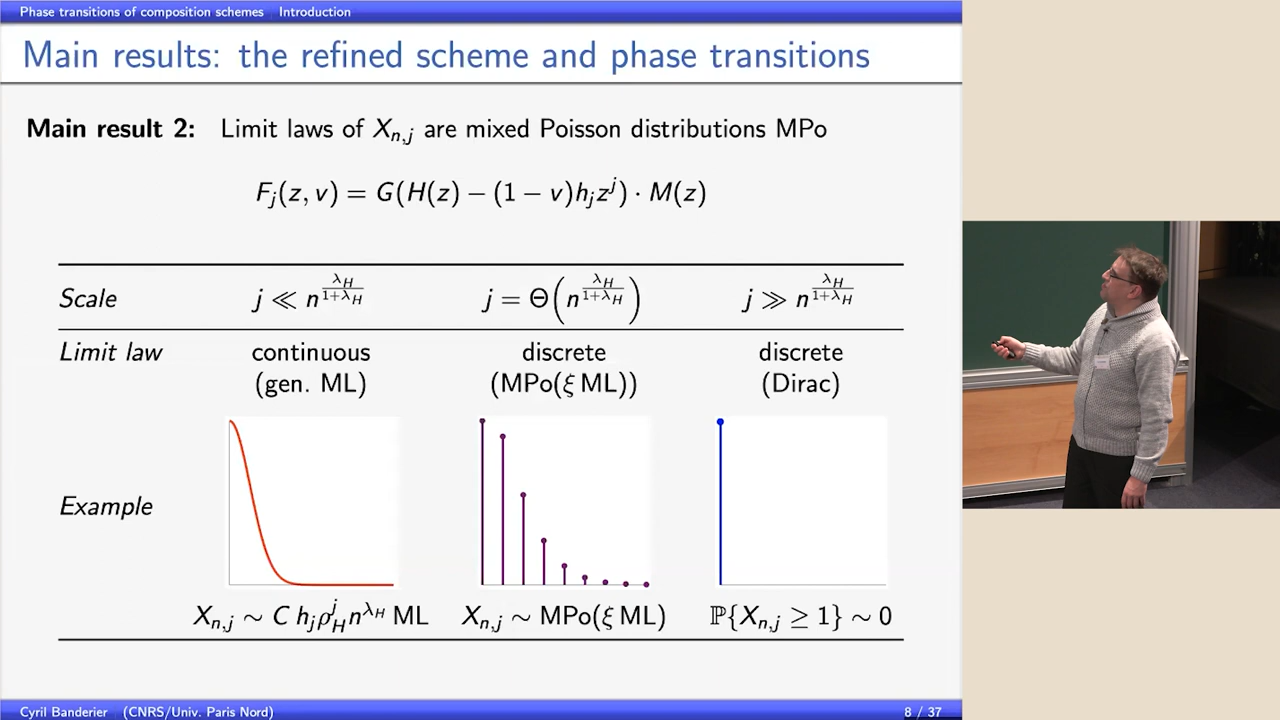 Phase transitions of composition schemes Introduction
Main results: the refined scheme and phase transitions
Main result 2: Limit laws of X_{n,j} are mixed Poisson distributions MPo
F_j(z, v) = G(H(z) − (1 − v)h_j z^j) · M(z)
Scale j ≪ n^{λ_H/(1+λ_H)} j = Θ(n^{λ_H/(1+λ_H)}) j ≫ n^{λ_H/(1+λ_H)}
Limit law continuous discrete discrete
(gen. ML) (MPo(ξ ML)) (Dirac)
Example
X_{n,j} ∼ C h_j ρ_H^j n^{λ_H} ML X_{n,j} ∼ MPo(ξ ML) ℙ{X_{n,j} ≥ 1} ∼ 0
Cyril Banderier (CNRS/Univ. Paris Nord) 8 / 37